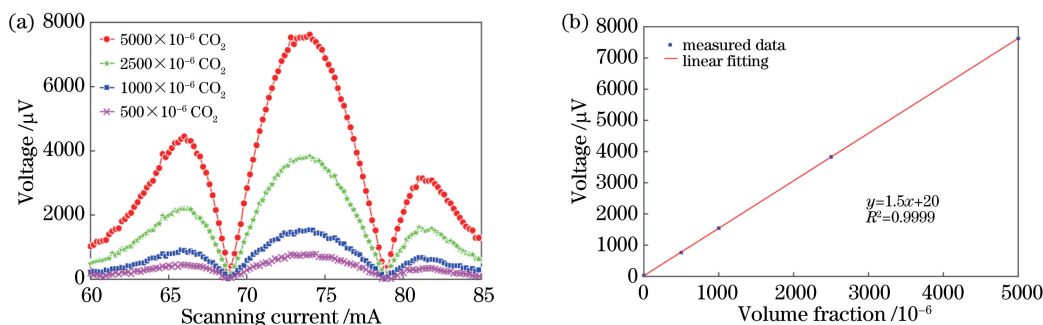 (a)
8000
6000
4000
2000
0
Voltage /μV
5000×10⁻⁶ CO₂
2500×10⁻⁶ CO₂
1000×10⁻⁶ CO₂
500×10⁻⁶ CO₂
60 65 70 75 80 85
Scanning current /mA
(b)
8000
7000
6000
5000
4000
3000
2000
1000
0
Voltage /μV
measured data
linear fitting
y=1.5x+20
R²=0.9999
0 1000 2000 3000 4000 5000
Volume fraction /10⁻⁶